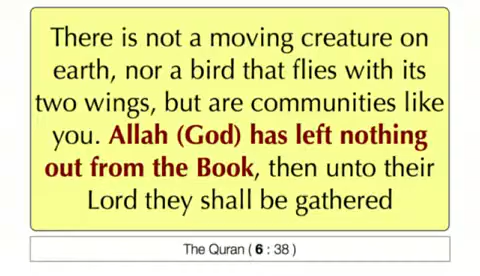 There is not a moving creature on
earth, nor a bird that flies with its
two wings, but are communities like
you. Allah (God) has left nothing
out from the Book, then unto their
Lord they shall be gathered
The Quran ( 6 : 38 )